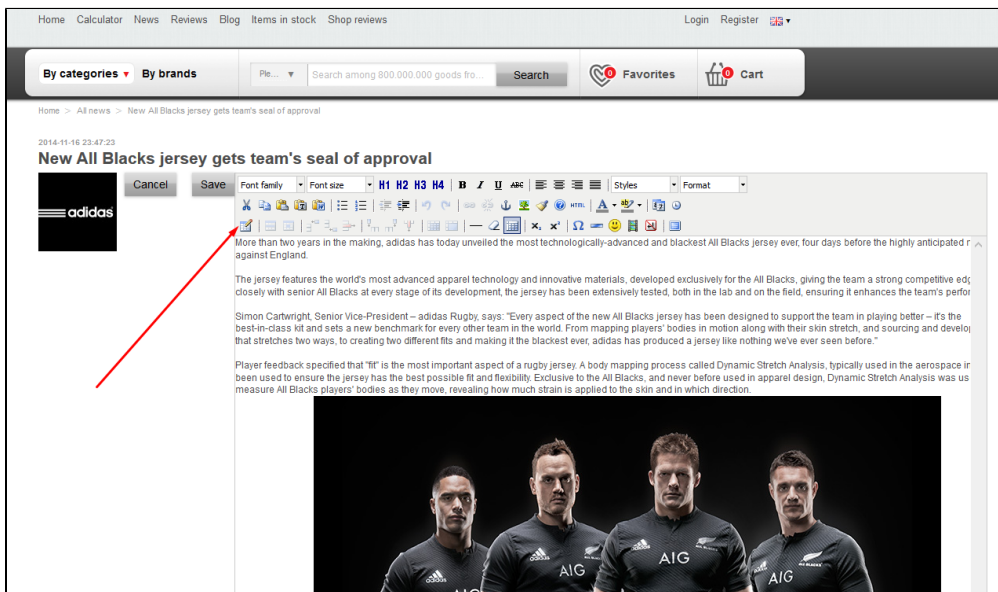 Home Calculator News Reviews Blog Items in stock Shop reviews Login Register
By categories By brands Ple... Search among 800.000.000 goods fro... Search 0 Favorites 0 Cart
Home > All news > New All Blacks jersey gets team's seal of approval
2014-11-16 23:47:23
New All Blacks jersey gets team's seal of approval
adidas
Cancel Save Font family Font size H1 H2 H3 H4 B I U ABC Styles Format
HTML A ab
x₂ x² Ω
More than two years in the making, adidas has today unveiled the most technologically-advanced and blackest All Blacks jersey ever, four days before the highly anticipated
against England.
The jersey features the world's most advanced apparel technology and innovative materials, developed exclusively for the All Blacks, giving the team a strong competitive
closely with senior All Blacks at every stage of its development, the jersey has been extensively tested, both in the lab and on the field, ensuring it enhances the team's
Simon Cartwright, Senior Vice-President – adidas Rugby, says: "Every aspect of the new All Blacks jersey has been designed to support the team in playing better – it's the
best-in-class kit and sets a new benchmark for every other team in the world. From mapping players' bodies in motion along with their skin stretch, and sourcing and
that stretches two ways, to creating two different fits and making it the blackest ever, adidas has produced a jersey like nothing we've ever seen before."
Player feedback specified that "fit" is the most important aspect of a rugby jersey. A body mapping process called Dynamic Stretch Analysis, typically used in the aerospace
been used to ensure the jersey has the best possible fit and flexibility. Exclusive to the All Blacks, and never before used in apparel design, Dynamic Stretch Analysis was
measure All Blacks players' bodies as they move, revealing how much strain is applied to the skin and in which direction.
adidas AIG
adidas AIG
adidas AIG ALL BLACKS
AIG ALL BLACKS